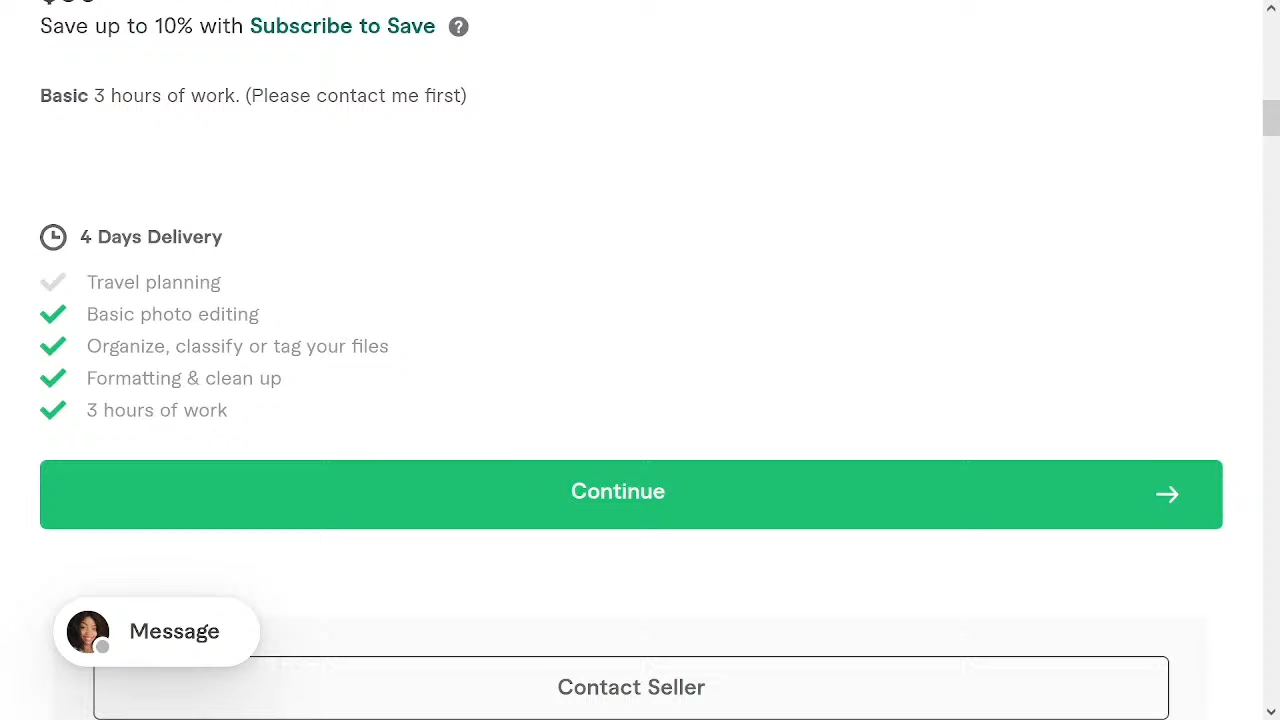 Save up to 10% with Subscribe to Save ?
Basic 3 hours of work. (Please contact me first)
4 Days Delivery
Travel planning
Basic photo editing
Organize, classify or tag your files
Formatting & clean up
3 hours of work
Continue
Message
Contact Seller